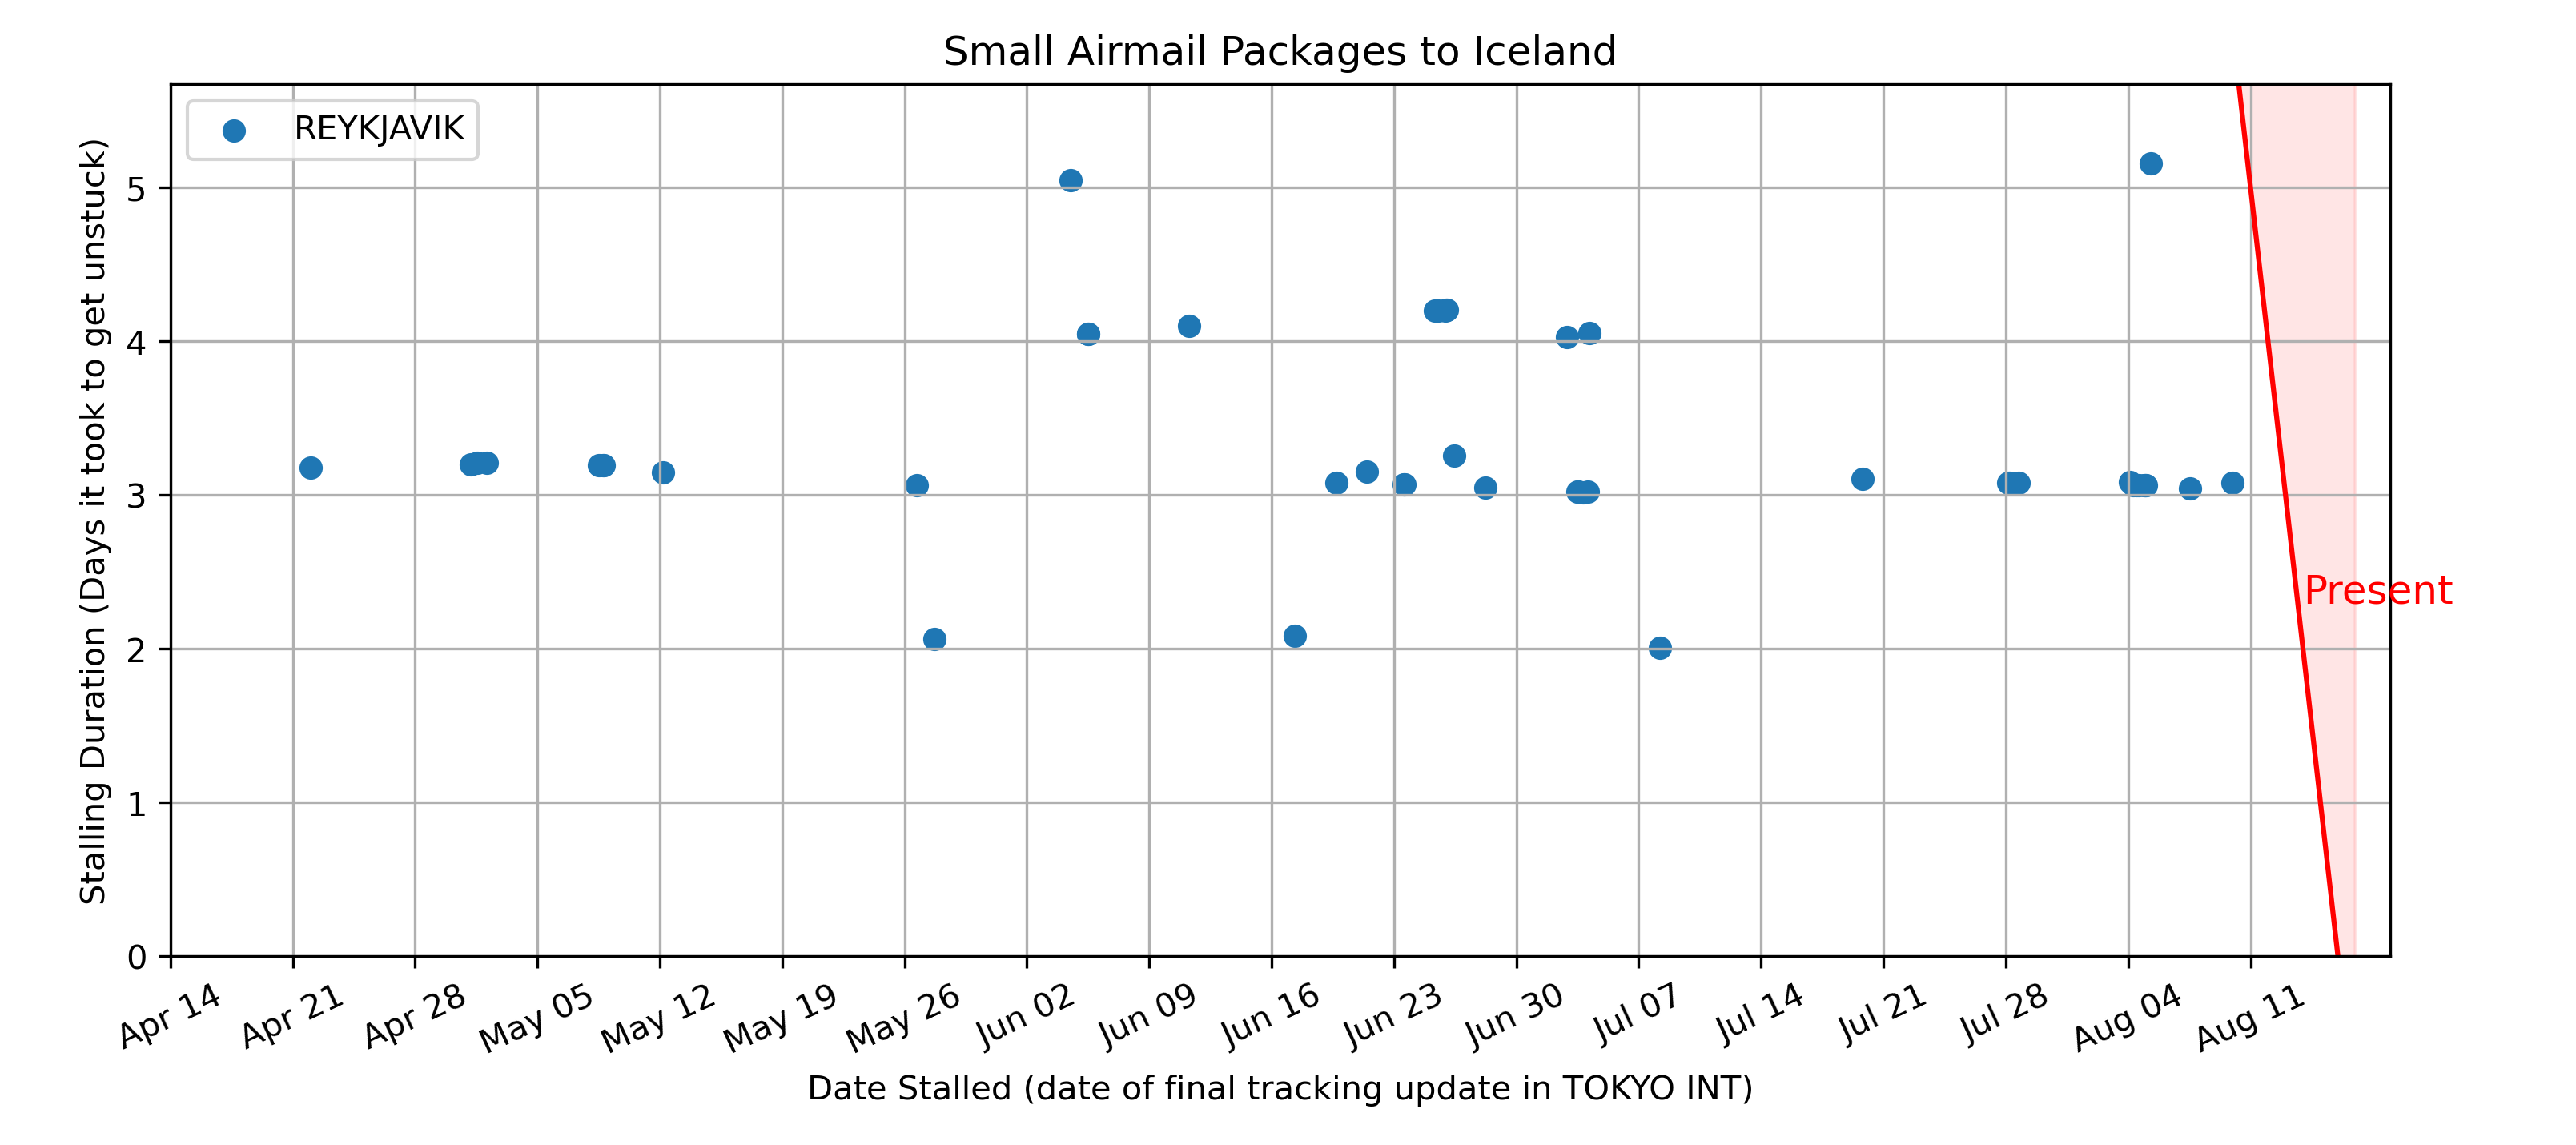 Small Airmail Packages to Iceland
REYKJAVIK
Stalling Duration (Days it took to get unstuck)
5
4
3
2
1
0
Present
Apr 14 Apr 21 Apr 28 May 05 May 12 May 19 May 26 Jun 02 Jun 09 Jun 16 Jun 23 Jun 30 Jul 07 Jul 14 Jul 21 Jul 28 Aug 04 Aug 11
Date Stalled (date of final tracking update in TOKYO INT)